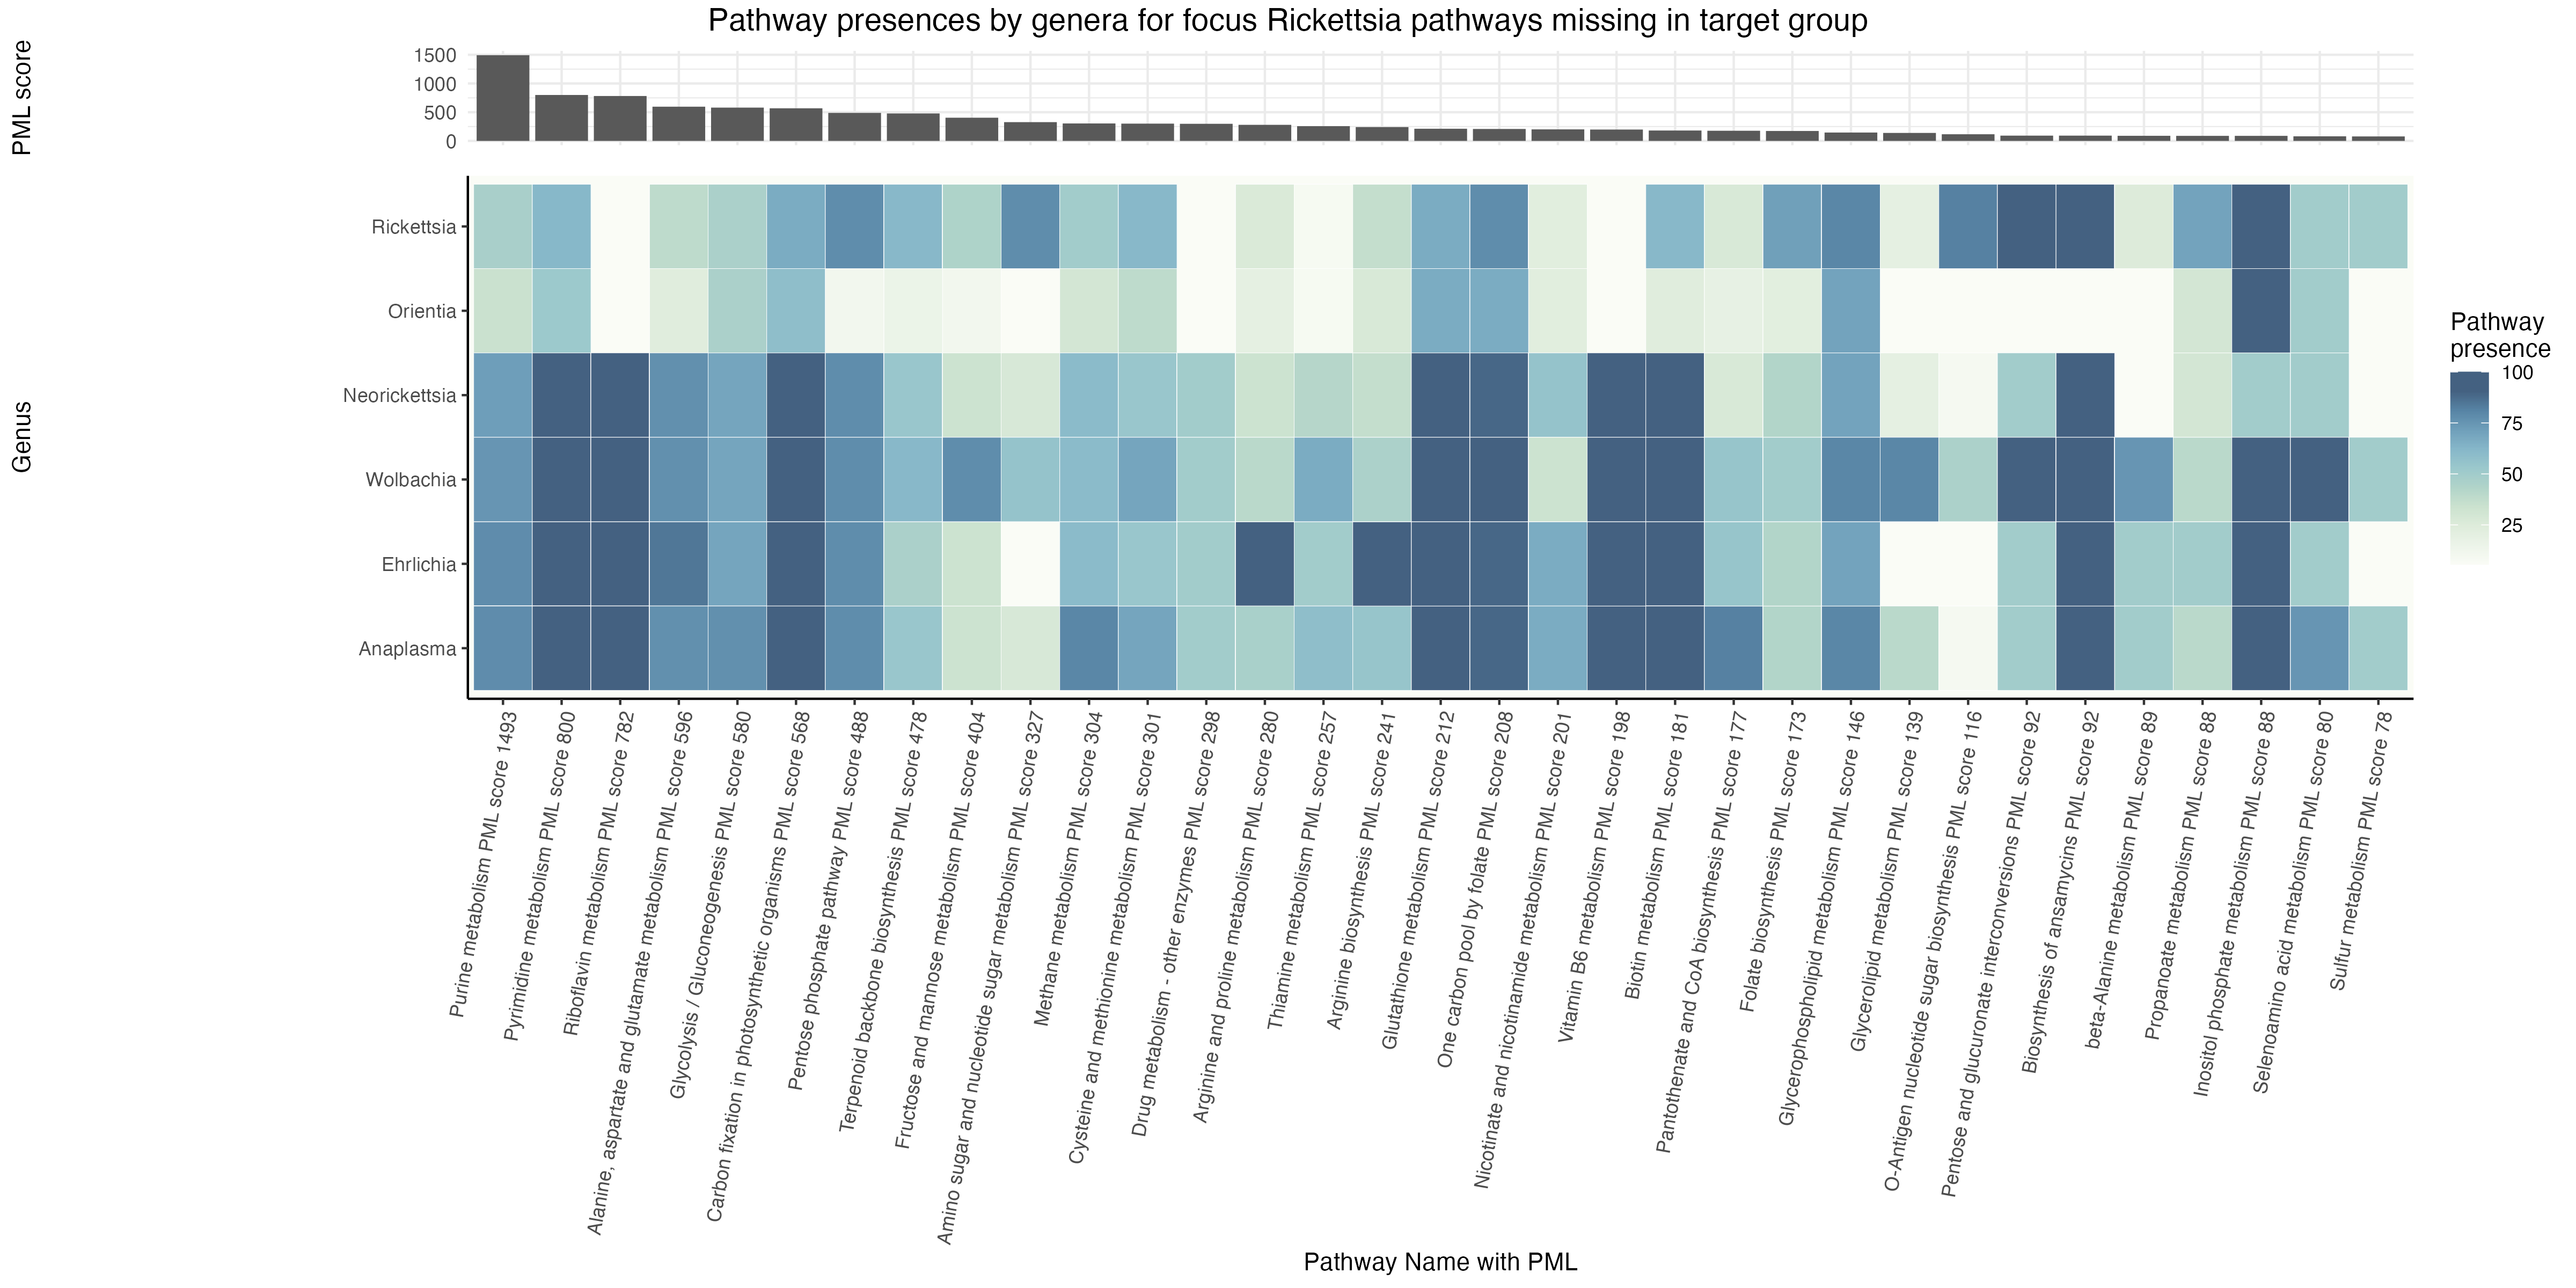 Pathway presences by genera for focus Rickettsia pathways missing in target group
PML score
1500
1000
500
0
Genus
Rickettsia
Orientia
Neorickettsia
Wolbachia
Ehrlichia
Anaplasma
Pathway
presence
100
75
50
25
Purine metabolism PML score 1493
Pyrimidine metabolism PML score 800
Riboflavin metabolism PML score 782
Alanine, aspartate and glutamate metabolism PML score 596
Glycolysis / Gluconeogenesis PML score 580
Carbon fixation in photosynthetic organisms PML score 568
Pentose phosphate pathway PML score 488
Terpenoid backbone biosynthesis PML score 478
Fructose and mannose metabolism PML score 404
Amino sugar and nucleotide sugar metabolism PML score 327
Methane metabolism PML score 304
Cysteine and methionine metabolism PML score 301
Drug metabolism - other enzymes PML score 298
Arginine and proline metabolism PML score 280
Thiamine metabolism PML score 257
Arginine biosynthesis PML score 241
Glutathione metabolism PML score 212
One carbon pool by folate PML score 208
Nicotinate and nicotinamide metabolism PML score 201
Vitamin B6 metabolism PML score 198
Biotin metabolism PML score 181
Pantothenate and CoA biosynthesis PML score 177
Folate biosynthesis PML score 173
Glycerophospholipid metabolism PML score 146
Glycerolipid metabolism PML score 139
O-Antigen nucleotide sugar biosynthesis PML score 116
Pentose and glucuronate interconversions PML score 92
Biosynthesis of ansamycins PML score 92
beta-Alanine metabolism PML score 89
Propanoate metabolism PML score 88
Inositol phosphate metabolism PML score 88
Selenoamino acid metabolism PML score 80
Sulfur metabolism PML score 78
Pathway Name with PML